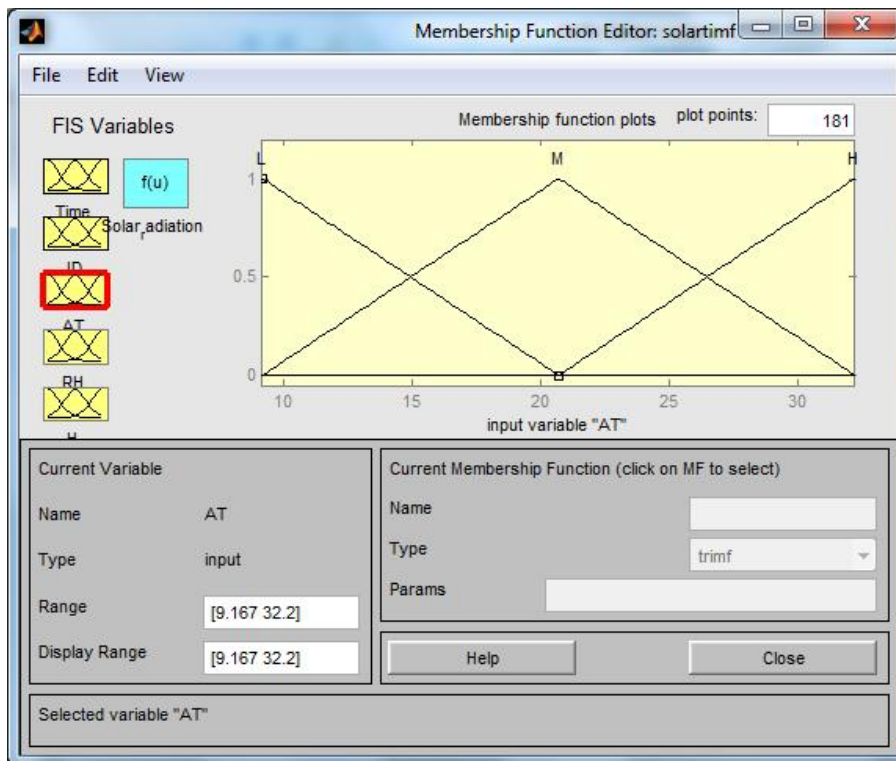 Membership Function Editor: solartimf
File Edit View
FIS Variables
Membership function plots plot points: 181
f(u)
Time
Solar_radiation
ID
AT
RH
H
L M H
1
0.5
0
10 15 20 25 30
input variable "AT"
Current Variable
Name AT
Type input
Range [9.167 32.2]
Display Range [9.167 32.2]
Current Membership Function (click on MF to select)
Name
Type trimf
Params
Help Close
Selected variable "AT"